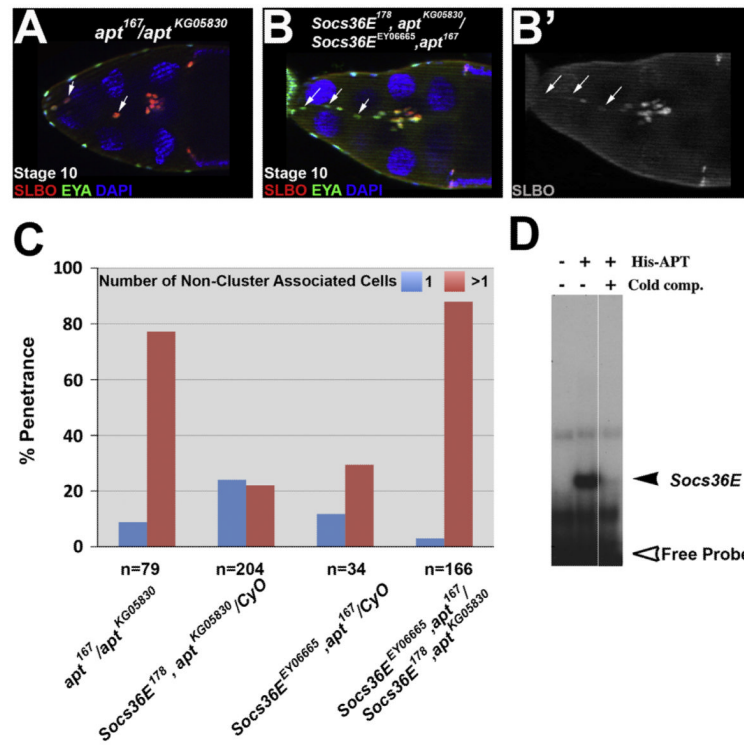 A
apt167/aptKG05830
Stage 10
SLBO EYA DAPI
B
Socs36E178, aptKG05830/
Socs36EEY06665,apt167
Stage 10
SLBO EYA DAPI
B'
SLBO
C
Number of Non-Cluster Associated Cells 1 >1
% Penetrance
100
80
60
40
20
0
n=79 n=204 n=34 n=166
apt167/aptKG05830
Socs36E178, aptKG05830/CyO
Socs36EEY06665,apt167/CyO
Socs36EEY06665,apt167/
Socs36E178,aptKG05830
D
- + + His-APT
+ Cold comp.
Socs36E
Free Probe